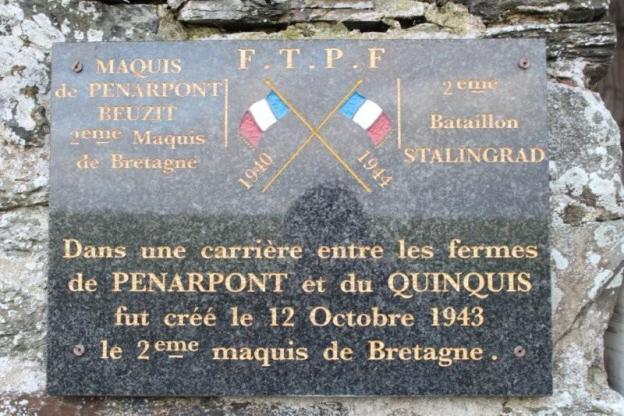 F.T.P.F
MAQUIS
de PENARPONT
BEUZIT
2eme Maquis
de Bretagne
1940
1944
2eme
Bataillon
STALINGRAD
Dans une carrière entre les fermes
de PENARPONT et du QUINQUIS
fut créé le 12 Octobre 1943
le 2eme maquis de Bretagne.